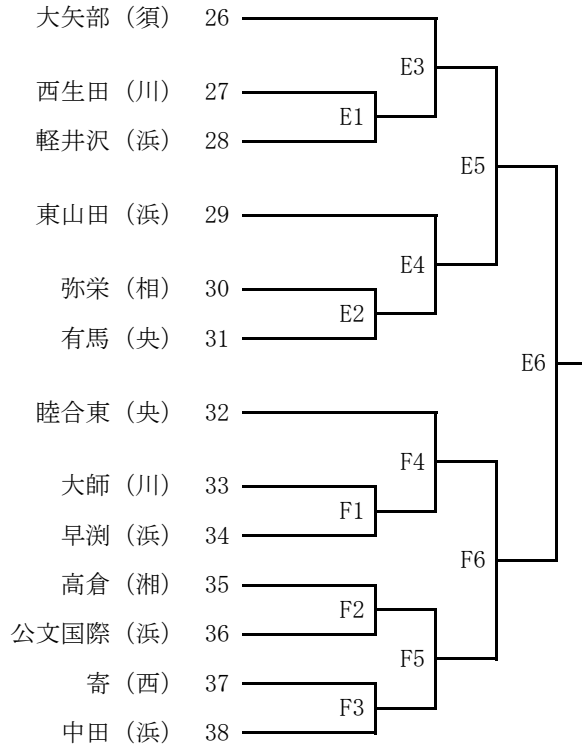 大矢部（須） 26
E3
西生田（川） 27
E1
軽井沢（浜） 28
E5
東山田（浜） 29
E4
弥栄（相） 30
E2
有馬（央） 31
E6
睦合東（央） 32
F4
大師（川） 33
F1
早渕（浜） 34
F6
高倉（湘） 35
F2
公文国際（浜） 36
F5
寄（西） 37
F3
中田（浜） 38